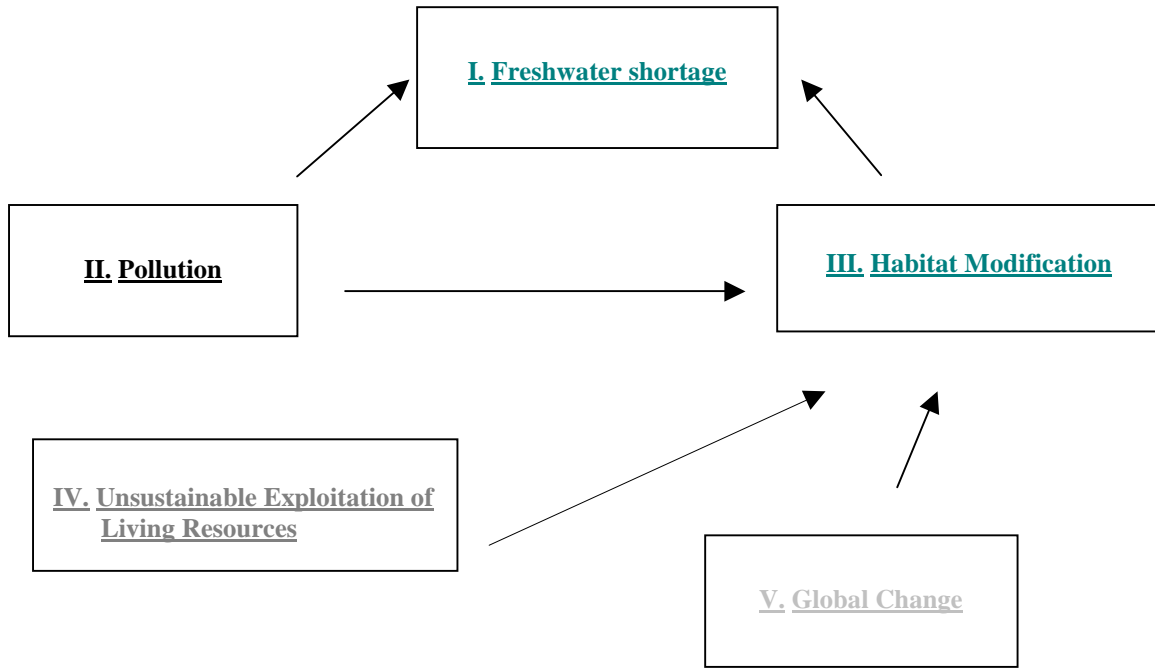 I. Freshwater shortage
II. Pollution
III. Habitat Modification
IV. Unsustainable Exploitation of
Living Resources
V. Global Change